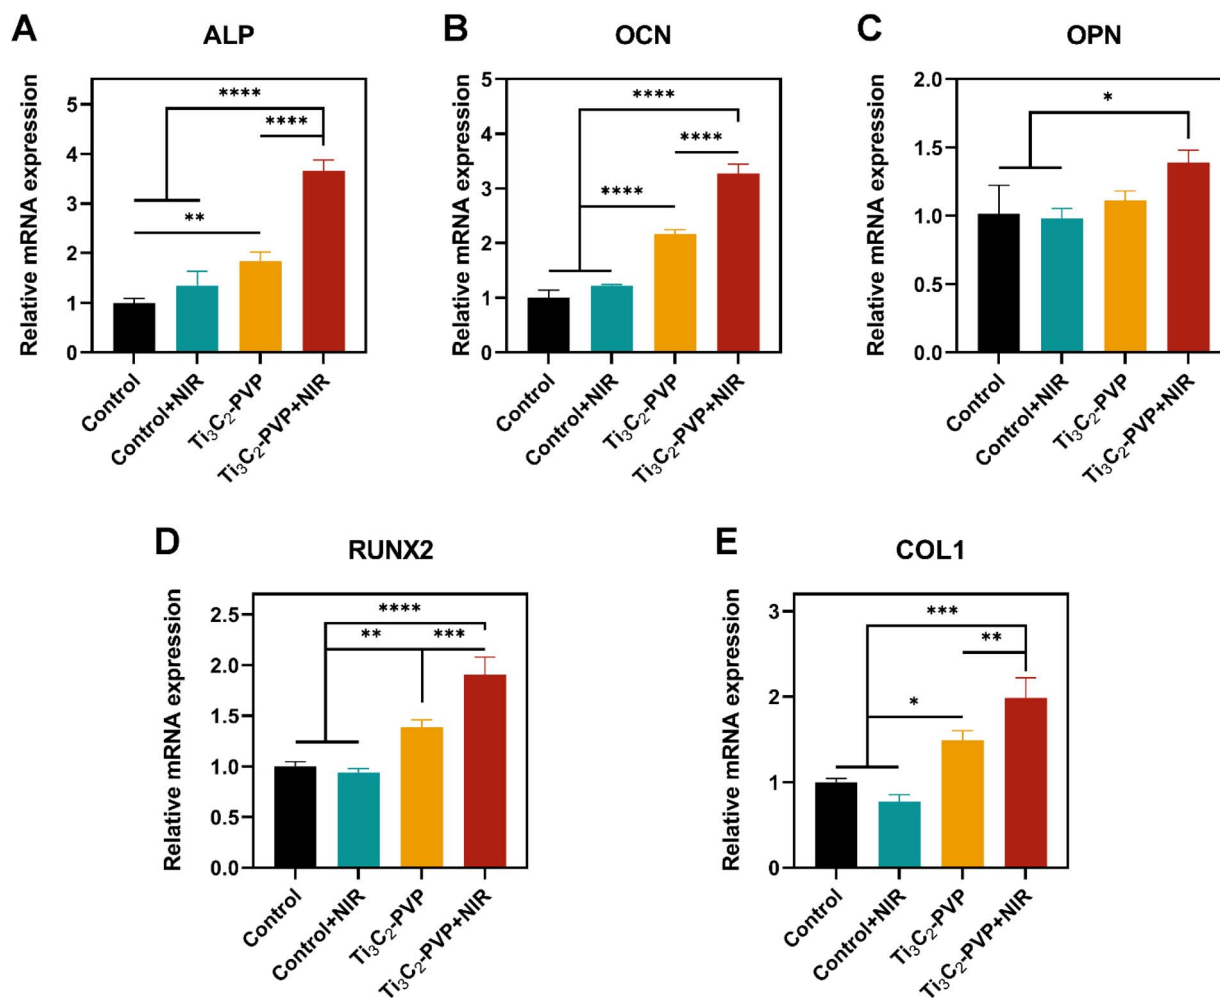 A
ALP
Relative mRNA expression
5
4
3
2
1
0
****
****
**
Control
Control+NIR
Ti₃C₂-PVP
Ti₃C₂-PVP+NIR
B
OCN
Relative mRNA expression
5
4
3
2
1
0
****
****
****
Control
Control+NIR
Ti₃C₂-PVP
Ti₃C₂-PVP+NIR
C
OPN
Relative mRNA expression
2.0
1.5
1.0
0.5
0.0
*
Control
Control+NIR
Ti₃C₂-PVP
Ti₃C₂-PVP+NIR
D
RUNX2
Relative mRNA expression
2.5
2.0
1.5
1.0
0.5
0.0
****
** ***
Control
Control+NIR
Ti₃C₂-PVP
Ti₃C₂-PVP+NIR
E
COL1
Relative mRNA expression
3
2
1
0
***
**
*
Control
Control+NIR
Ti₃C₂-PVP
Ti₃C₂-PVP+NIR